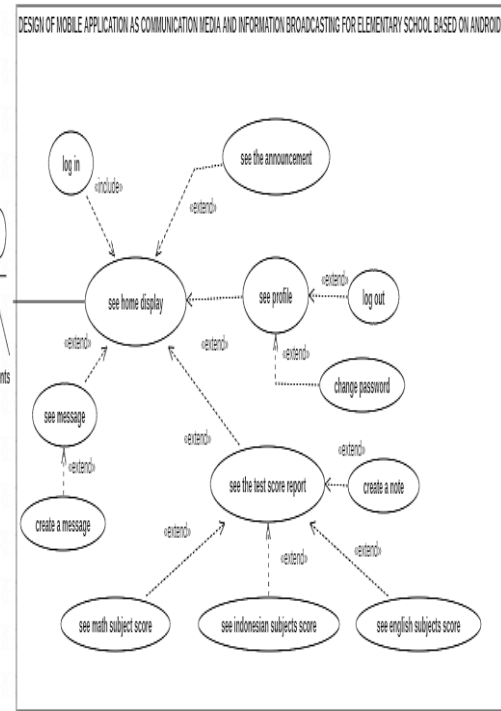 DESIGN OF MOBILE APPLICATION AS COMMUNICATION MEDIA AND INFORMATION BROADCASTING FOR ELEMENTARY SCHOOL BASED ON ANDROID
see the announcement
log in
«include»
«extend»
see home display
see profile
«extend»
log out
«extend»
«extend»
«extend»
change password
see message
«extend»
«extend»
see the test score report
«extend»
create a note
create a message
«extend»
«extend»
«extend»
see math subject score
see indonesian subjects score
see english subjects score